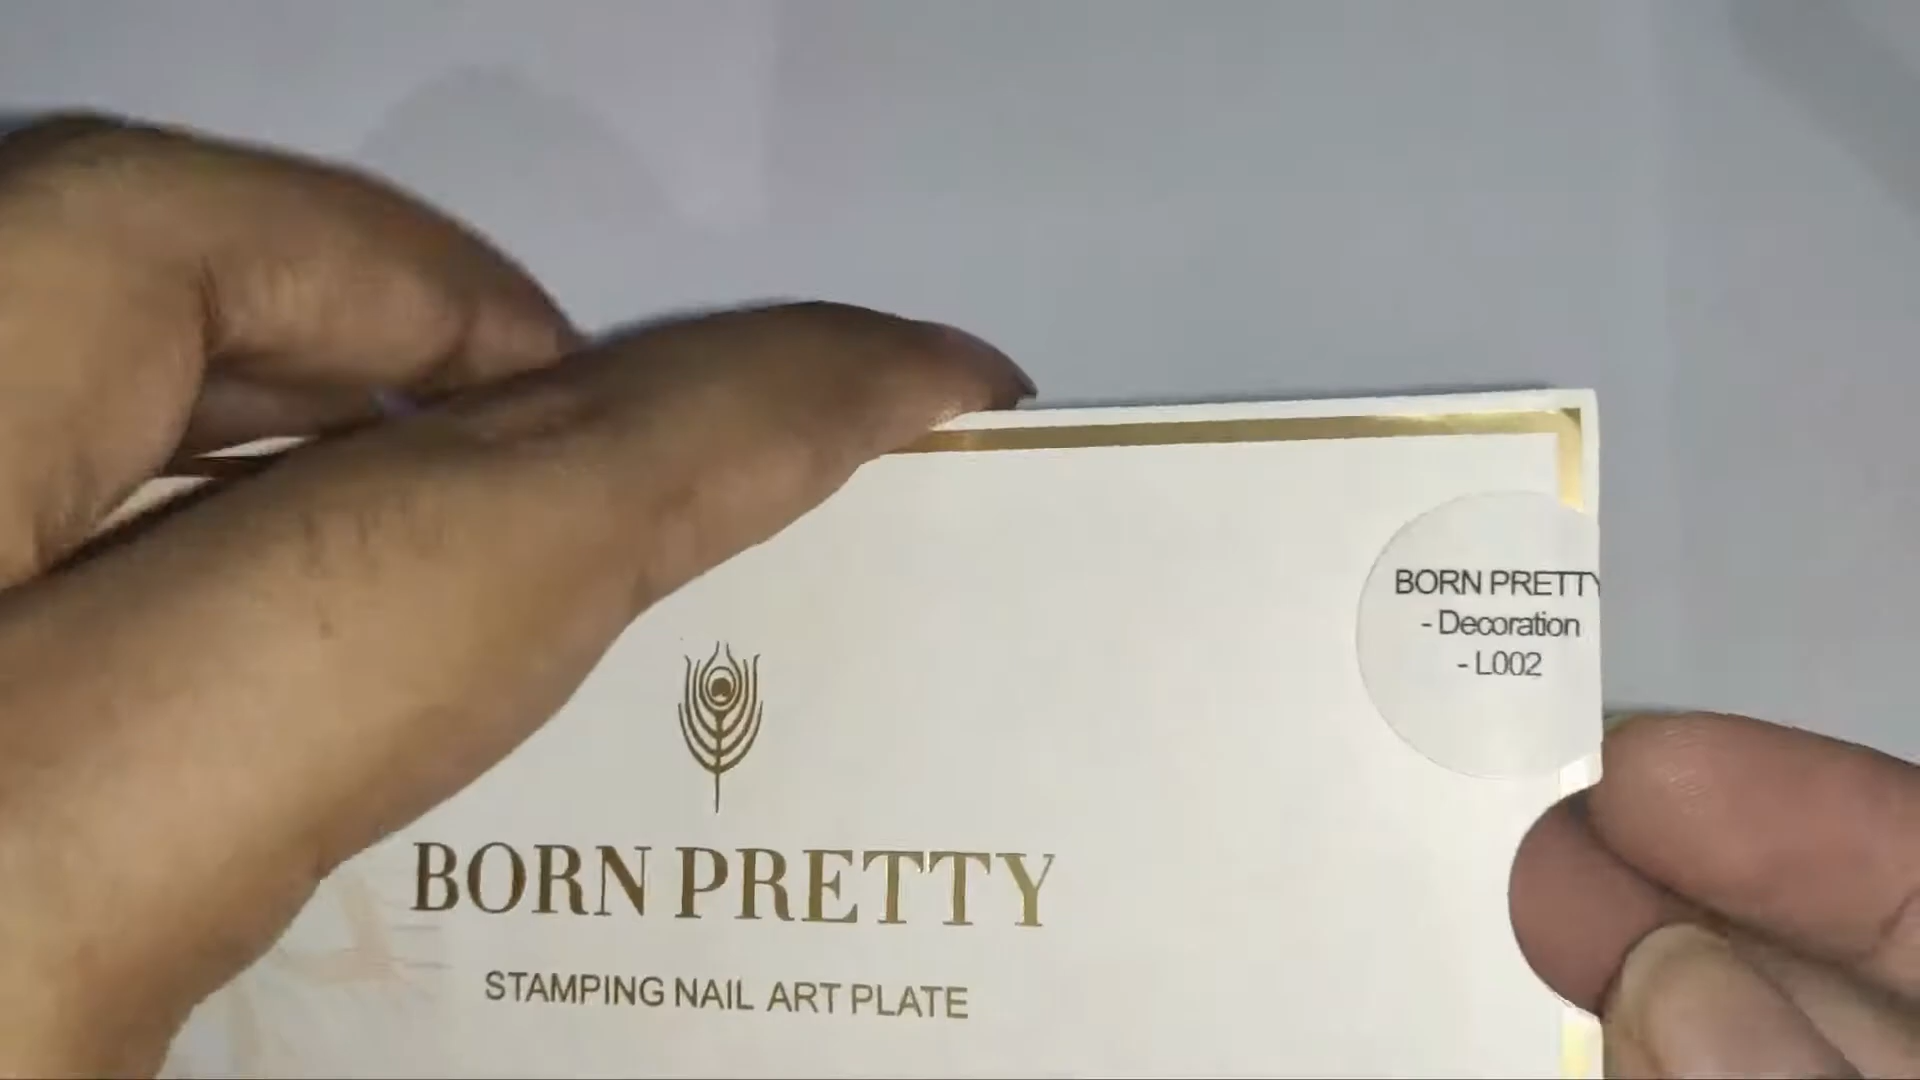 BORN PRETTY
- Decoration
- L002
BORN PRETTY
STAMPING NAIL ART PLATE